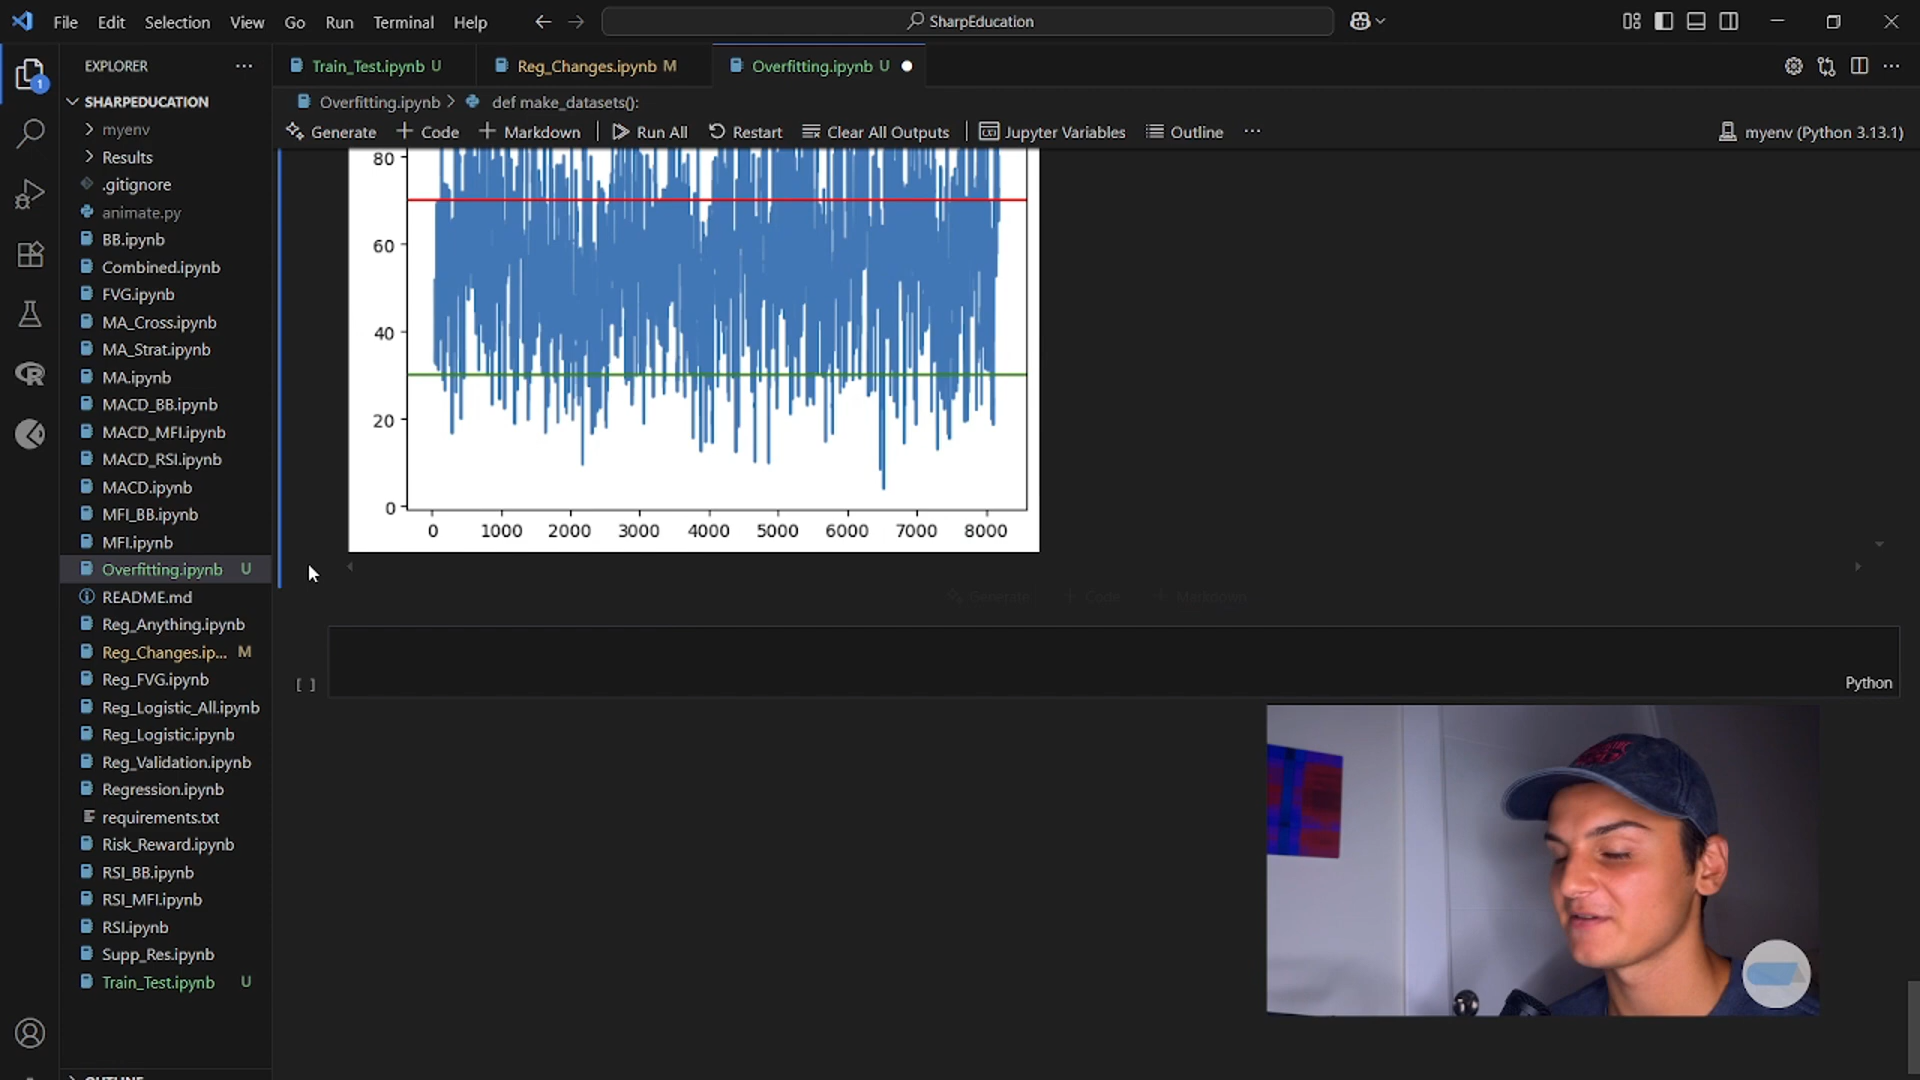 File Edit Selection View Go Run Terminal Help
SharpEducation
EXPLORER
Train_Test.ipynb U
Reg_Changes.ipynb M
Overfitting.ipynb U
SHARPEDUCATION
Overfitting.ipynb > def make_datasets():
Generate + Code + Markdown Run All Restart Clear All Outputs Jupyter Variables Outline ...
myenv (Python 3.13.1)
1
myenv
Results
.gitignore
animate.py
BB.ipynb
Combined.ipynb
FVG.ipynb
MA_Cross.ipynb
MA_Strat.ipynb
MA.ipynb
MACD_BB.ipynb
MACD_MFI.ipynb
MACD_RSI.ipynb
MACD.ipynb
MFI_BB.ipynb
MFI.ipynb
Overfitting.ipynb U
README.md
Reg_Anything.ipynb
Reg_Changes.ip... M
Reg_FVG.ipynb
Reg_Logistic_All.ipynb
Reg_Logistic.ipynb
Reg_Validation.ipynb
Regression.ipynb
requirements.txt
Risk_Reward.ipynb
RSI_BB.ipynb
RSI_MFI.ipynb
RSI.ipynb
Supp_Res.ipynb
Train_Test.ipynb U
OUTLINE
80
60
40
20
0
0 1000 2000 3000 4000 5000 6000 7000 8000
Generate + Code + Markdown
[ ]
Python